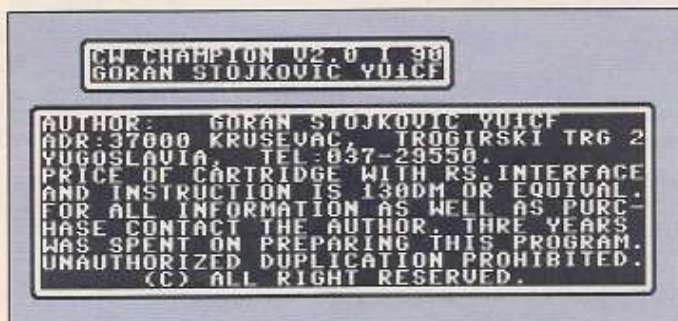 CW CHAMPION V2.0 I 90
GORAN STOJKOVIC YU1CF
AUTHOR: GORAN STOJKOVIC YU1CF
ADR:37000 KRUSEVAC, TROGIRSKI TRG 2
YUGOSLAVIA, TEL:037-29550.
PRICE OF CARTRIDGE WITH RS.INTERFACE
AND INSTRUCTION IS 130DM OR EQUIVAL.
FOR ALL INFORMATION AS WELL AS PURC-
HASE CONTACT THE AUTHOR. THRE YEARS
WAS SPENT ON PREPARING THIS PROGRAM.
UNAUTHORIZED DUPLICATION PROHIBITED.
(C) ALL RIGHT RESERVED.